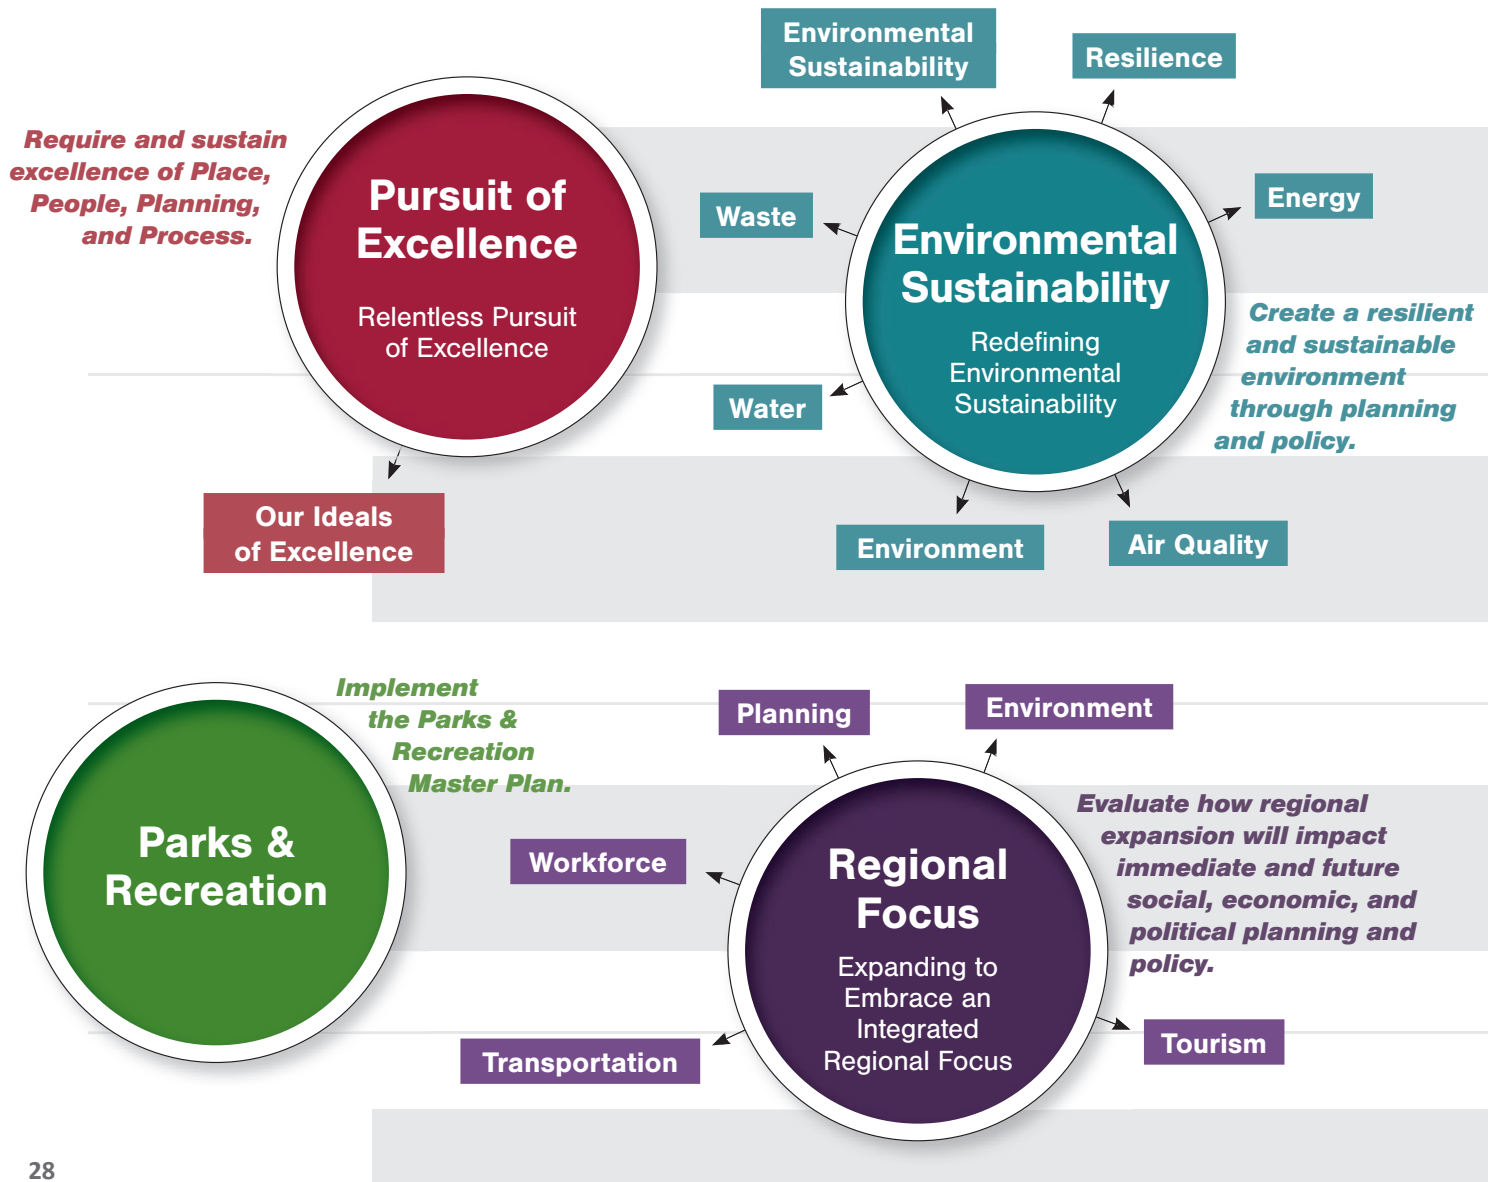 Require and sustain
excellence of Place,
People, Planning,
and Process.
Pursuit of
Excellence
Relentless Pursuit
of Excellence
Our Ideals
of Excellence
Environmental
Sustainability
Resilience
Waste
Energy
Environmental
Sustainability
Redefining
Environmental
Sustainability
Create a resilient
and sustainable
environment
through planning
and policy.
Water
Environment
Air Quality
Implement
the Parks &
Recreation
Master Plan.
Parks &
Recreation
Planning
Environment
Workforce
Regional
Focus
Expanding to
Embrace an
Integrated
Regional Focus
Evaluate how regional
expansion will impact
immediate and future
social, economic, and
political planning and
policy.
Transportation
Tourism
28